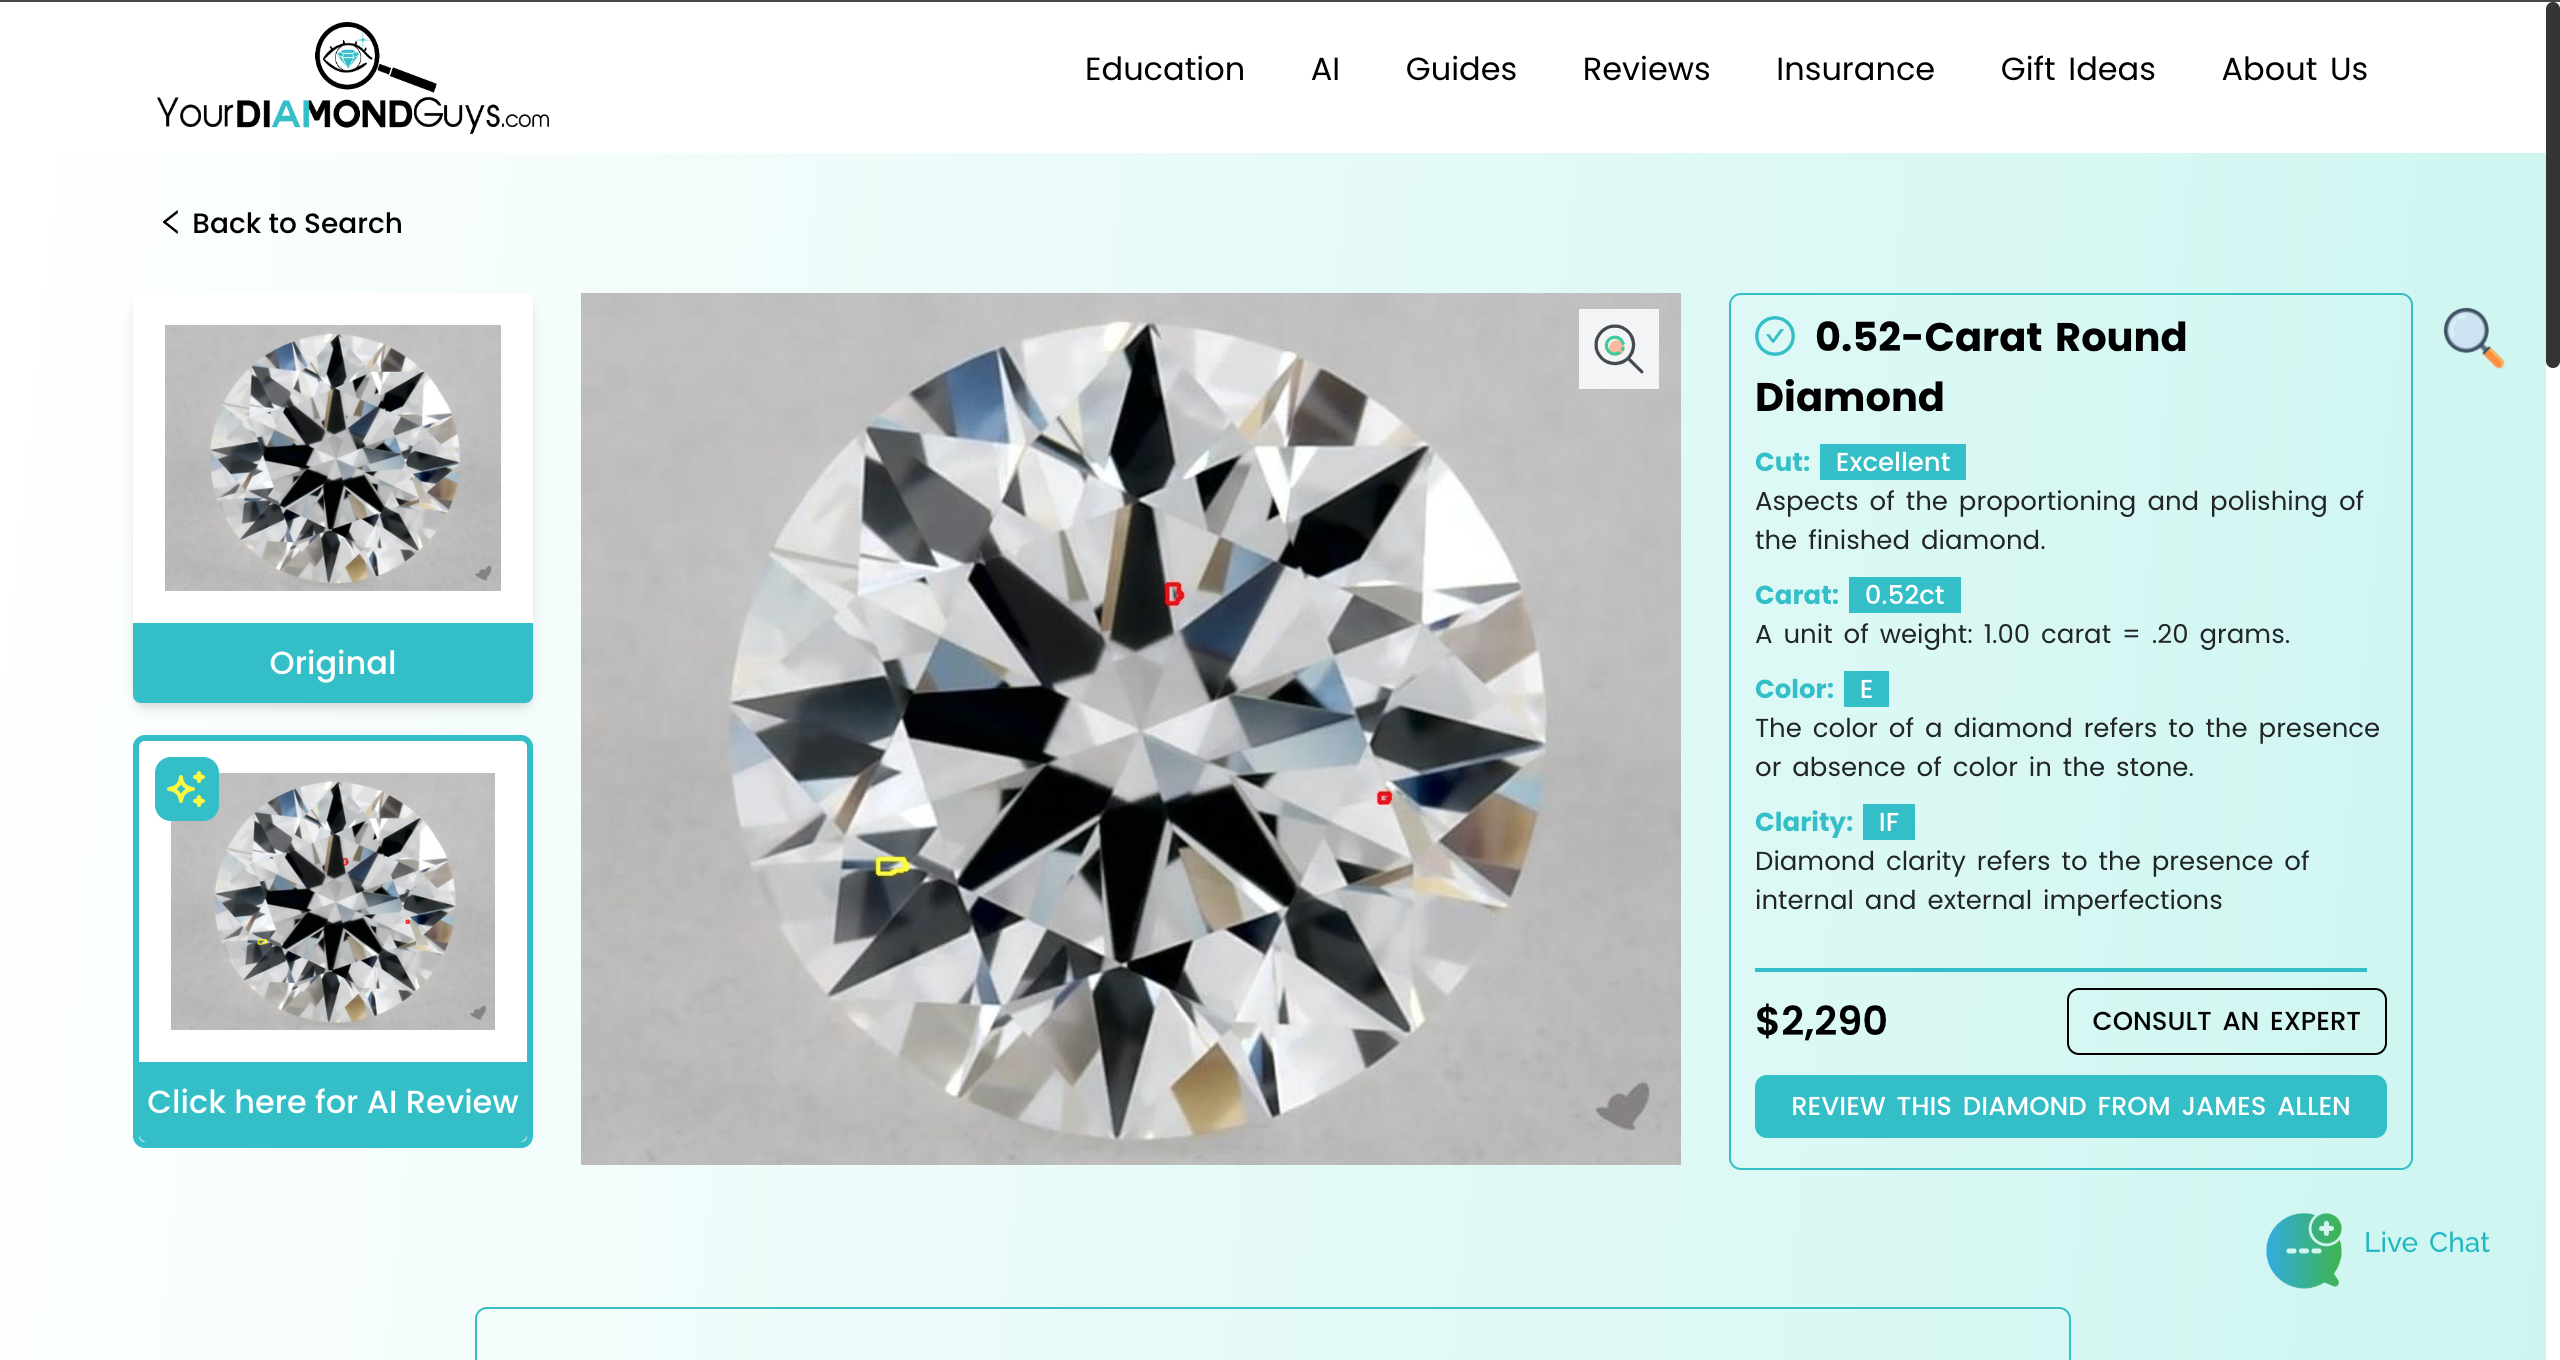 YourDIAMONDGuys.com
Education AI Guides Reviews Insurance Gift Ideas About Us
Back to Search
Original
Click here for AI Review
0.52-Carat Round
Diamond
Cut: Excellent
Aspects of the proportioning and polishing of
the finished diamond.
Carat: 0.52ct
A unit of weight: 1.00 carat = .20 grams.
Color: E
The color of a diamond refers to the presence
or absence of color in the stone.
Clarity: IF
Diamond clarity refers to the presence of
internal and external imperfections
$2,290 CONSULT AN EXPERT
REVIEW THIS DIAMOND FROM JAMES ALLEN
Live Chat